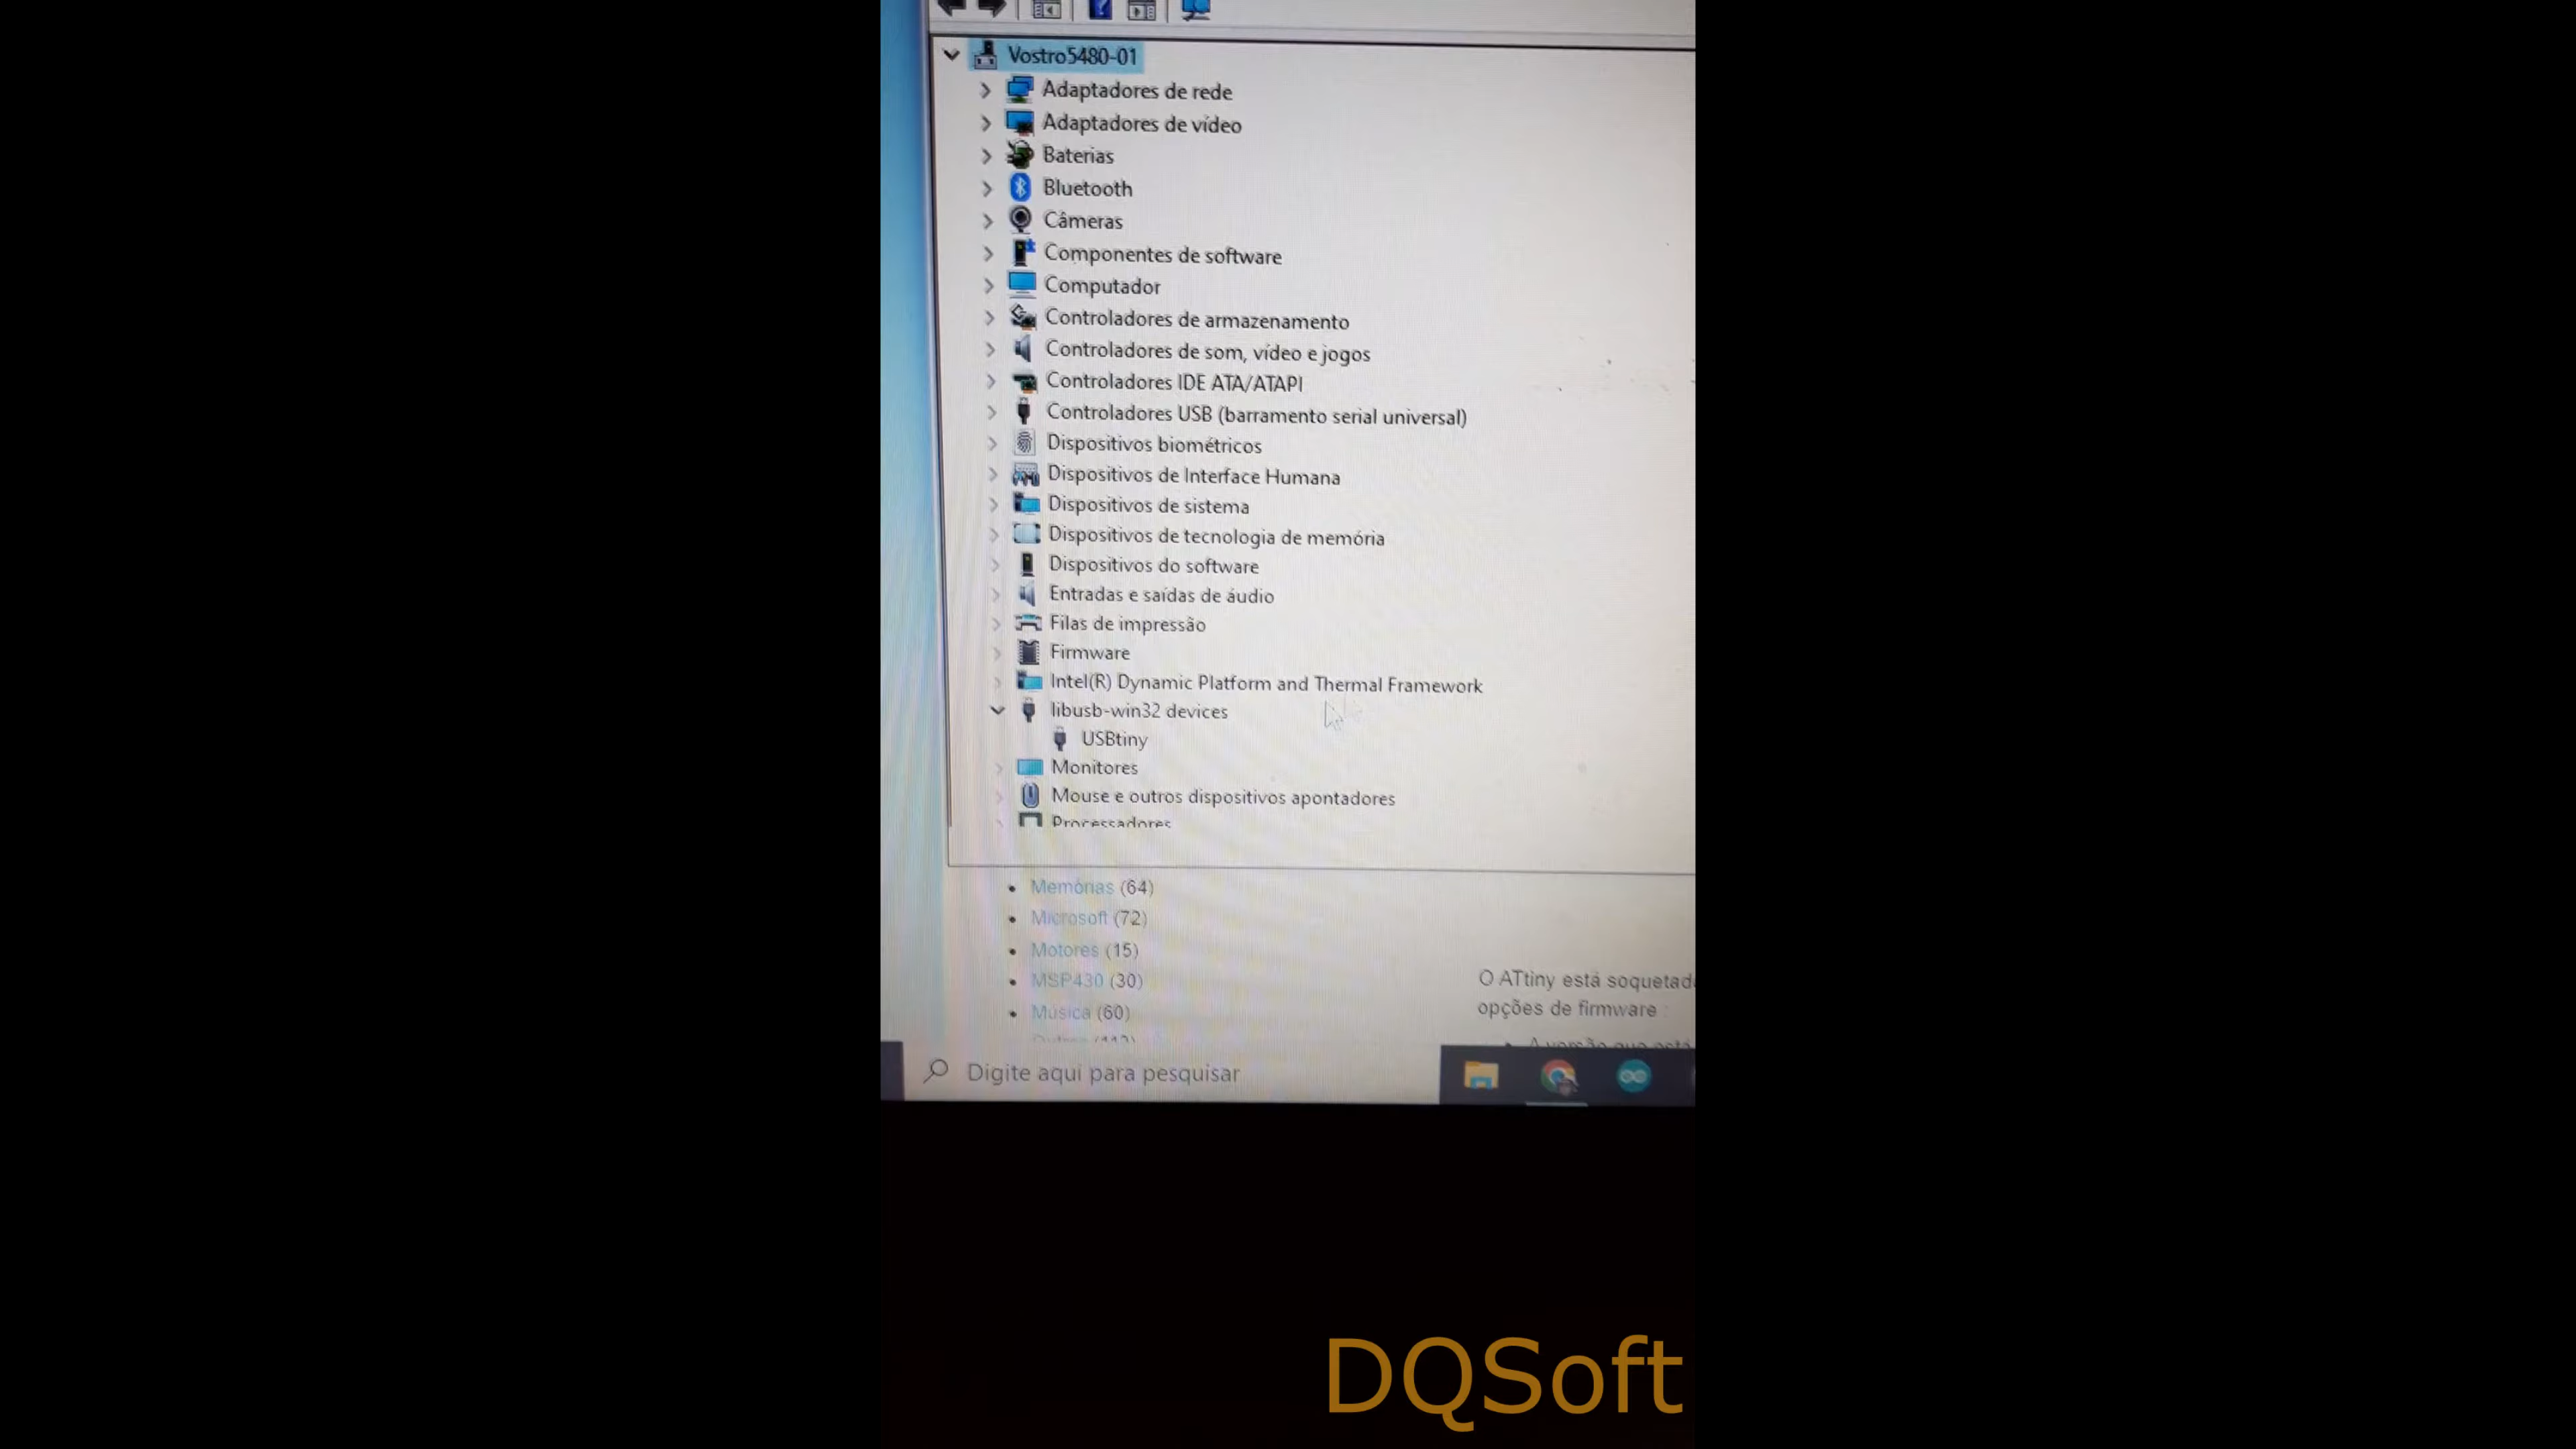 Vostro5480-01
Adaptadores de rede
Adaptadores de vídeo
Baterias
Bluetooth
Câmeras
Componentes de software
Computador
Controladores de armazenamento
Controladores de som, vídeo e jogos
Controladores IDE ATA/ATAPI
Controladores USB (barramento serial universal)
Dispositivos biométricos
Dispositivos de Interface Humana
Dispositivos de sistema
Dispositivos de tecnologia de memória
Dispositivos do software
Entradas e saídas de áudio
Filas de impressão
Firmware
Intel(R) Dynamic Platform and Thermal Framework
libusb-win32 devices
USBtiny
Monitores
Mouse e outros dispositivos apontadores
Processadores
Memórias (64)
Microsoft (72)
Motores (15)
MSP430 (30)
Música (60)
O ATtiny está soquetad
opções de firmware :
Digite aqui para pesquisar
DQSoft